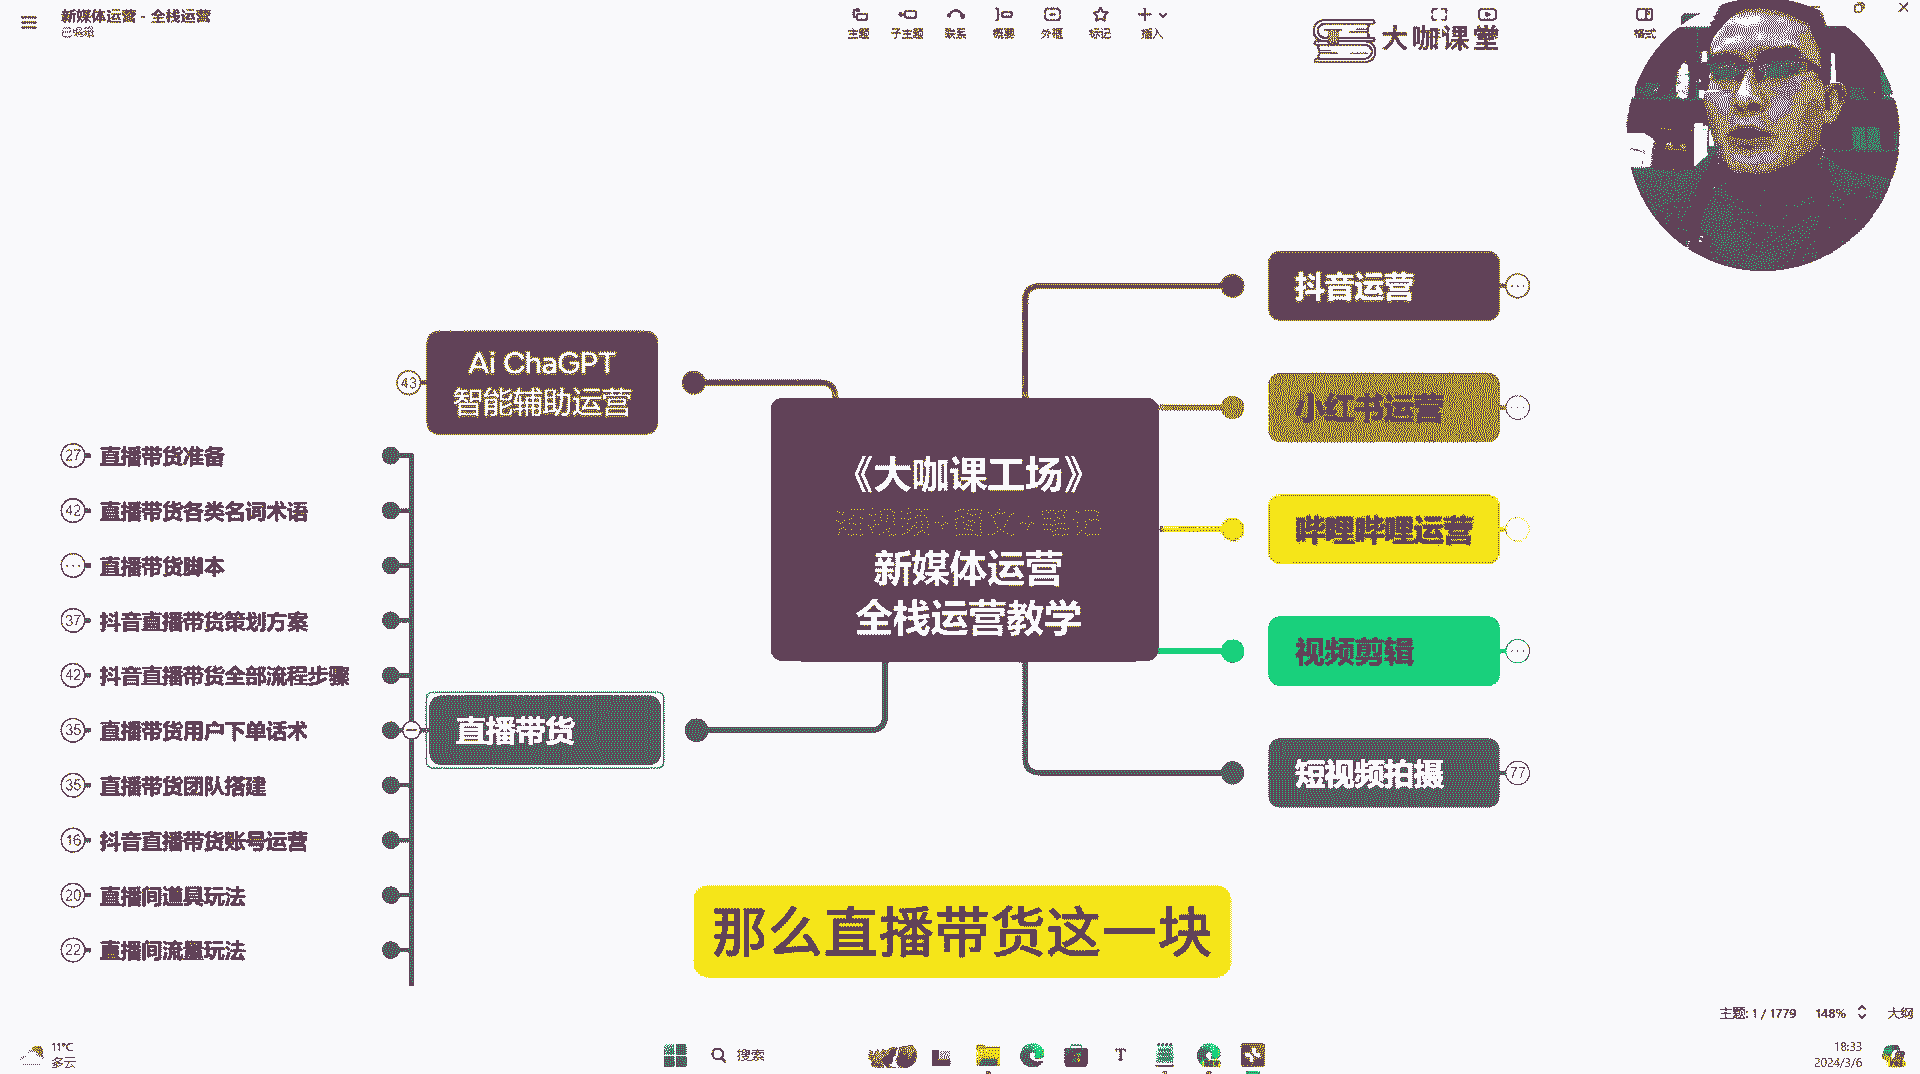 新媒体运营 - 全栈运营
已编辑
主题
子主题
联系
概要
外框
标记
插入
格式
大咖课堂
Ai ChaGPT
智能辅助运营
43
27
直播带货准备
42
直播带货各类名词术语
直播带货脚本
37
抖音直播带货策划方案
42
抖音直播带货全部流程步骤
35
直播带货用户下单话术
35
直播带货团队搭建
16
抖音直播带货账号运营
20
直播间道具玩法
22
直播间流量玩法
直播带货
《大咖课工场》
新媒体运营
全栈运营教学
抖音运营
小红书运营
哔哩哔哩运营
视频剪辑
短视频拍摄
77
那么直播带货这一块
主题: 1 / 1779
148%
大纲
11°C
多云
搜索
18:33
2024/3/6